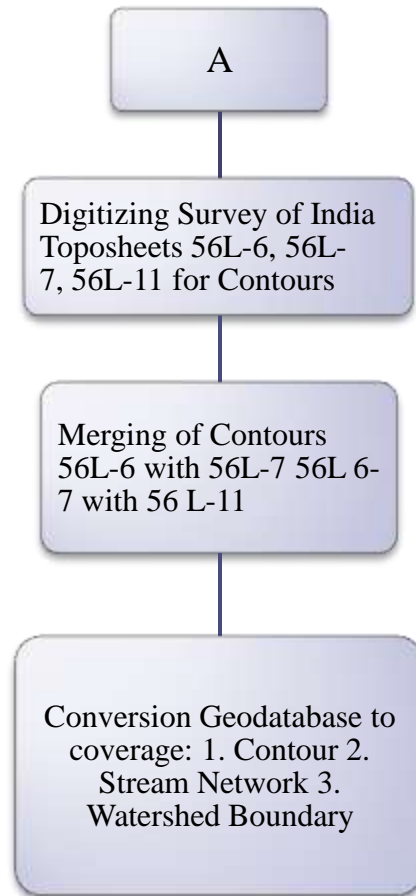 A
Digitizing Survey of India
Toposheets 56L-6, 56L-
7, 56L-11 for Contours
Merging of Contours
56L-6 with 56L-7 56L 6-
7 with 56 L-11
Conversion Geodatabase to
coverage: 1. Contour 2.
Stream Network 3.
Watershed Boundary